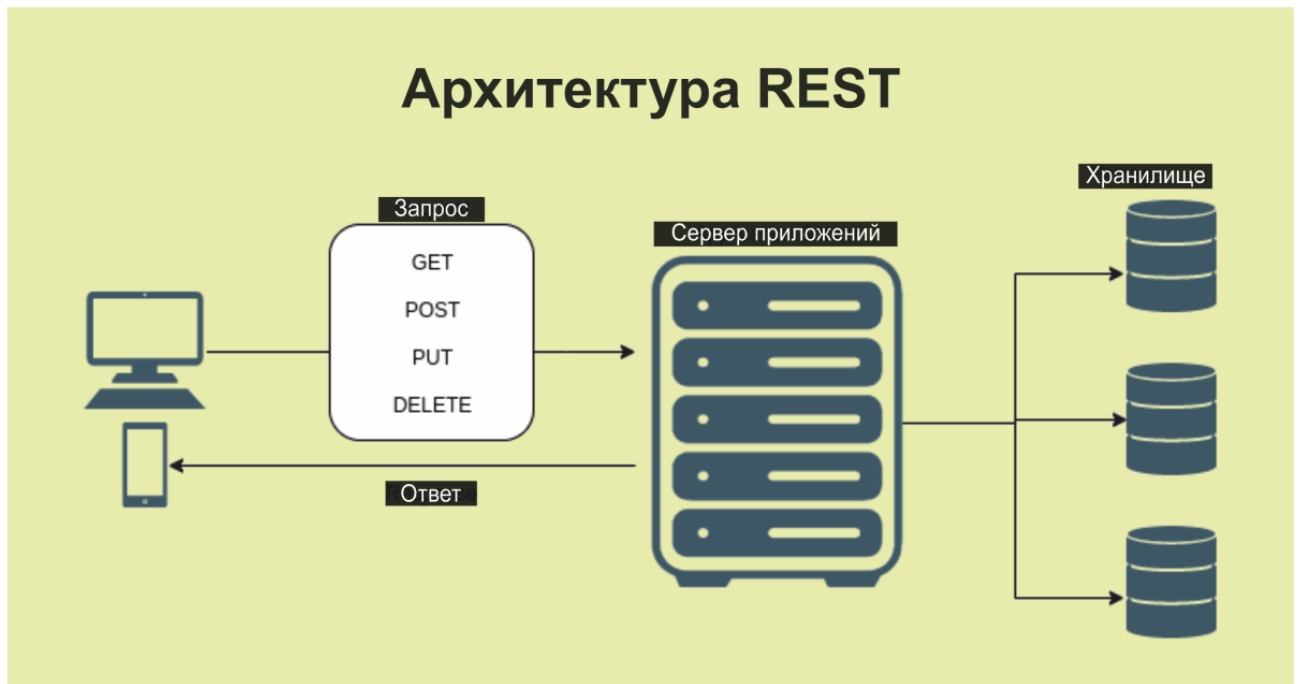 Архитектура REST
Хранилище
Запрос
Сервер приложений
GET
POST
PUT
DELETE
Ответ